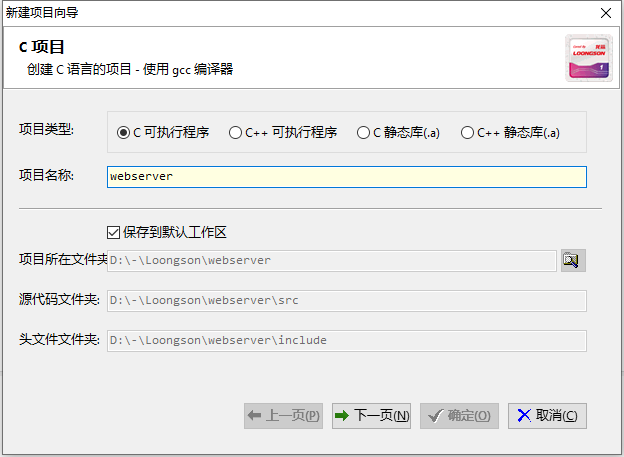 新建项目向导
C 项目
创建 C 语言的项目 - 使用 gcc 编译器
LOONGSON
项目类型:
C 可执行程序 C++ 可执行程序 C 静态库(.a) C++ 静态库(.a)
项目名称:
webserver
保存到默认工作区
项目所在文件夹
D:\-\Loongson\webserver
源代码文件夹:
D:\-\Loongson\webserver\src
头文件文件夹:
D:\-\Loongson\webserver\include
上一页(P) 下一页(N) 确定(O) 取消(C)